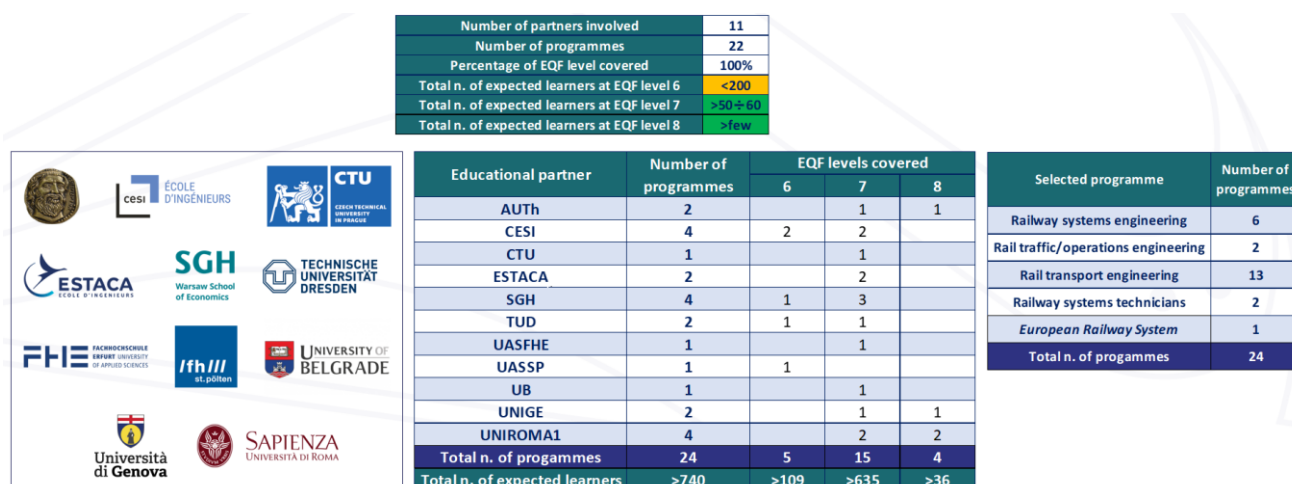 Number of partners involved 11
Number of programmes 22
Percentage of EQF level covered 100%
Total n. of expected learners at EQF level 6 <200
Total n. of expected learners at EQF level 7 >50÷60
Total n. of expected learners at EQF level 8 >few
cesi ÉCOLE D'INGÉNIEURS
CTU
CZECH TECHNICAL
UNIVERSITY
IN PRAGUE
ESTACA
ECOLE D'INGENIEURS
SGH
Warsaw School
of Economics
TECHNISCHE
UNIVERSITÄT
DRESDEN
FHE FACHHOCHSCHULE
ERFURT UNIVERSITY
OF APPLIED SCIENCES
/fh///
st.pölten
UNIVERSITY OF
BELGRADE
Università
di Genova
SAPIENZA
UNIVERSITÀ DI ROMA
Educational partner Number of programmes EQF levels covered
6 7 8
AUTh 2 1 1
CESI 4 2 2
CTU 1 1
ESTACA 2 2
SGH 4 1 3
TUD 2 1 1
UASFHE 1 1
UASSP 1 1
UB 1 1
UNIGE 2 1 1
UNIROMA1 4 2 2
Total n. of progammes 24 5 15 4
Total n. of expected learners >740 >109 >635 >36
Selected programme Number of programmes
Railway systems engineering 6
Rail traffic/operations engineering 2
Rail transport engineering 13
Railway systems technicians 2
European Railway System 1
Total n. of progammes 24